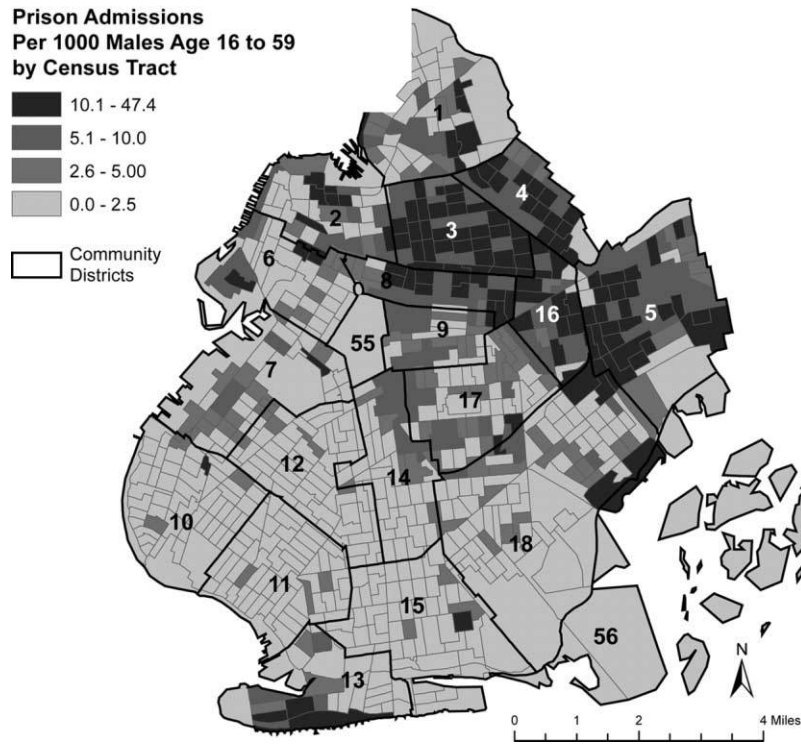 Prison Admissions
Per 1000 Males Age 16 to 59
by Census Tract
10.1 - 47.4
5.1 - 10.0
2.6 - 5.00
0.0 - 2.5
Community
Districts
1
4
2
3
6
8
5
16
9
55
7
17
12
14
10
18
11
15
56
13
N
0 1 2 4 Miles